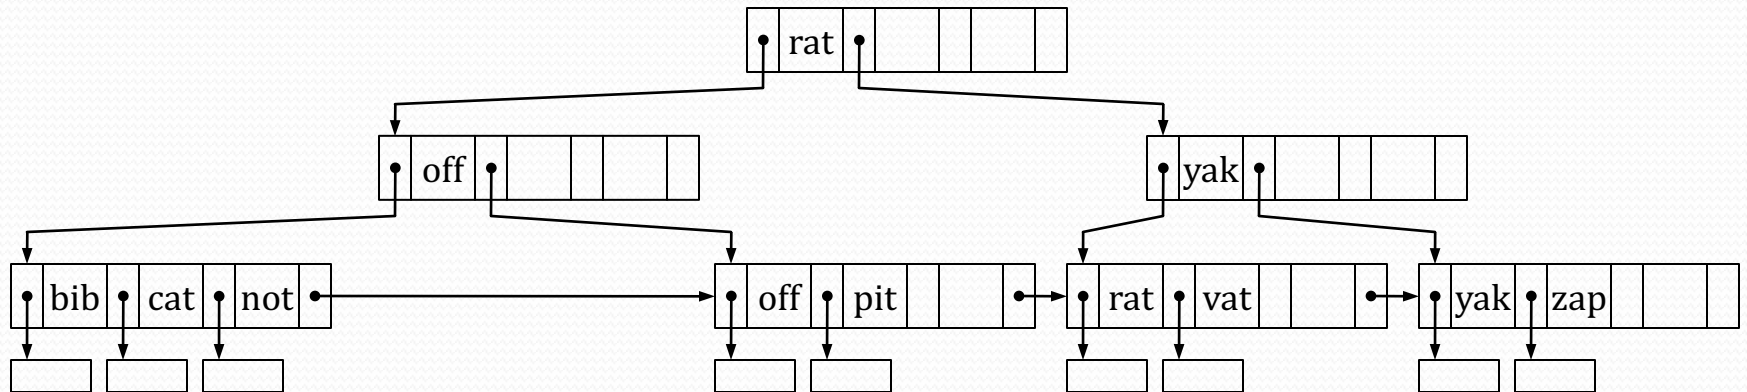 rat
off yak
bib cat not off pit rat vat yak zap